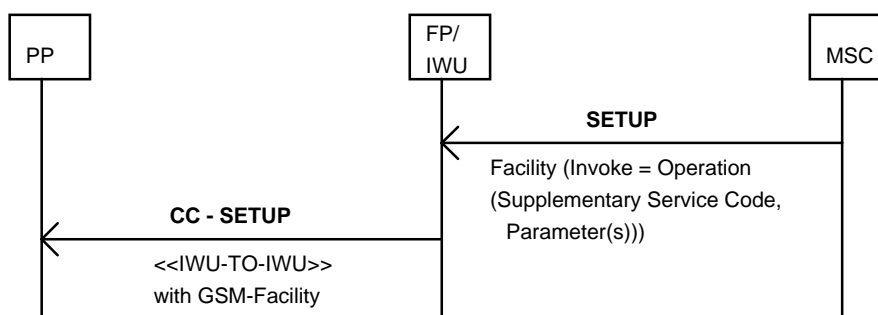 PP
FP/
IWU
MSC
SETUP
Facility (Invoke = Operation
(Supplementary Service Code,
Parameter(s)))
CC - SETUP
<<IWU-TO-IWU>>
with GSM-Facility